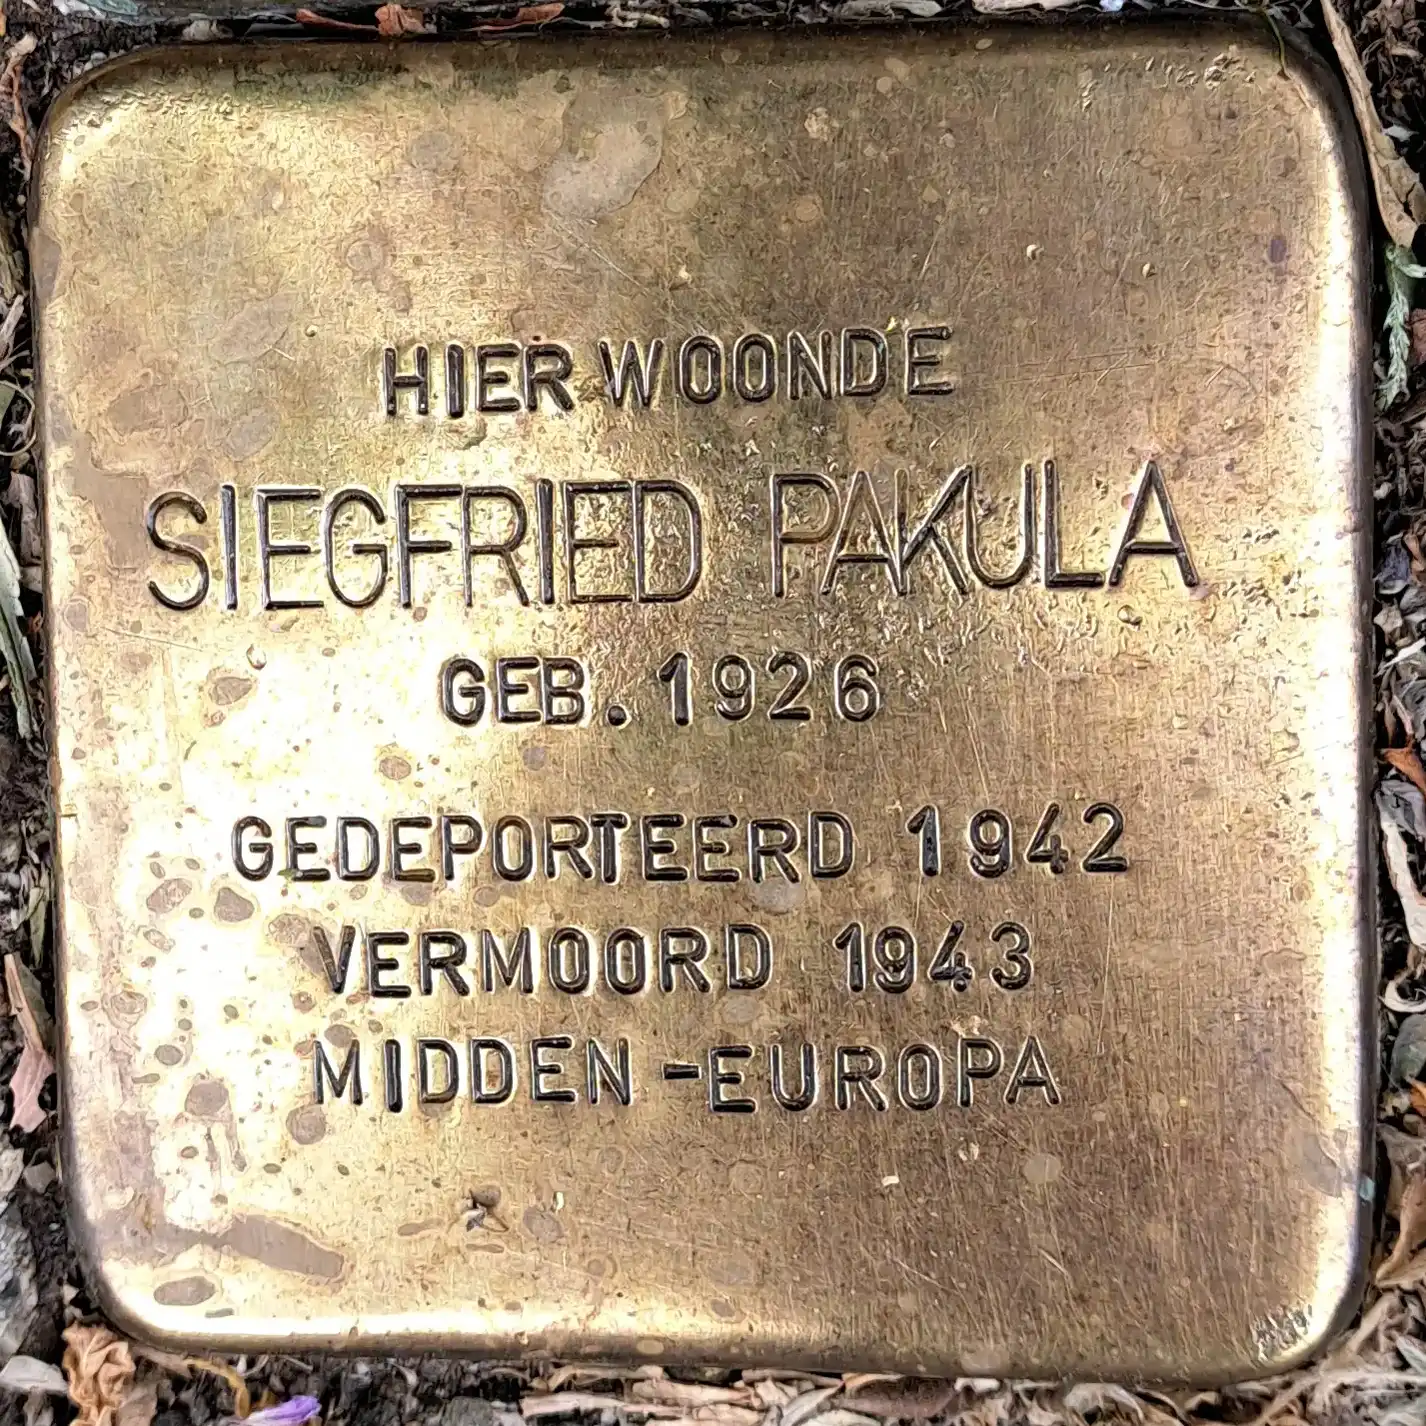 HIER WOONDE
SIEGFRIED PAKULA
GEB. 1926
GEDEPORTEERD 1942
VERMOORD 1943
MIDDEN-EUROPA